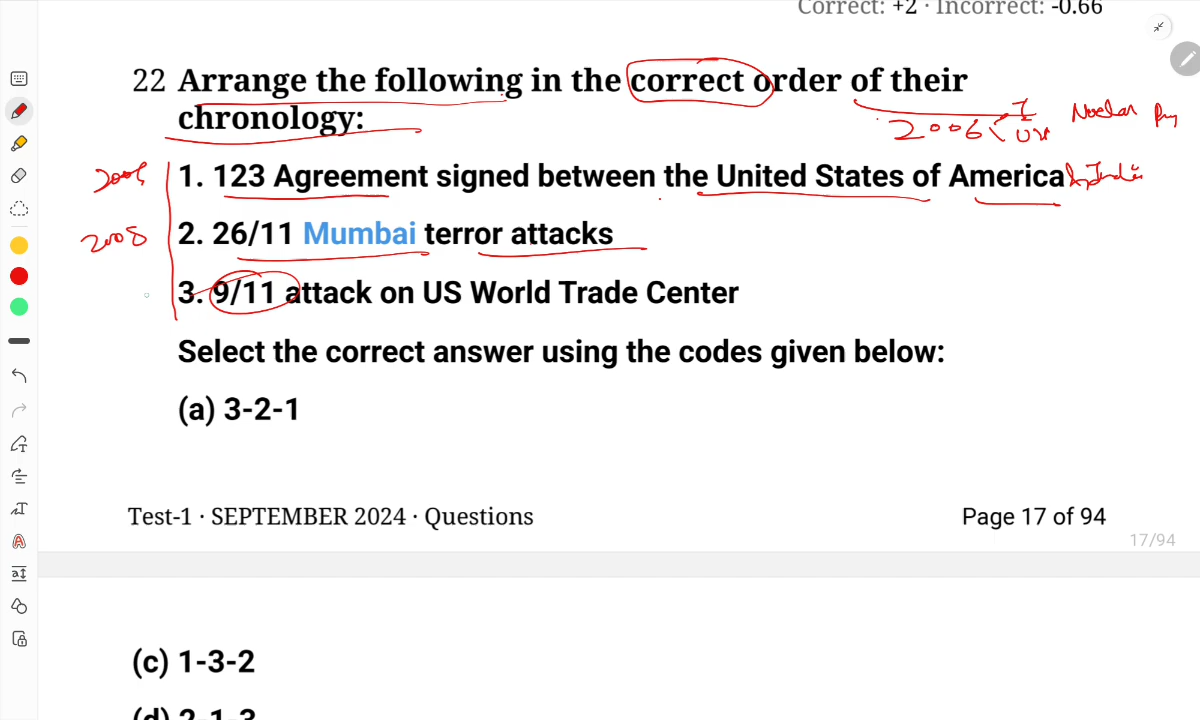 Correct: +2 · Incorrect: -0.66
22 Arrange the following in the correct order of their
chronology:
2006
1. 123 Agreement signed between the United States of America
2008
2. 26/11 Mumbai terror attacks
3. 9/11 attack on US World Trade Center
Select the correct answer using the codes given below:
(a) 3-2-1
Test-1 · SEPTEMBER 2024 · Questions
Page 17 of 94
17/94
(c) 1-3-2
(d) 2-1-3